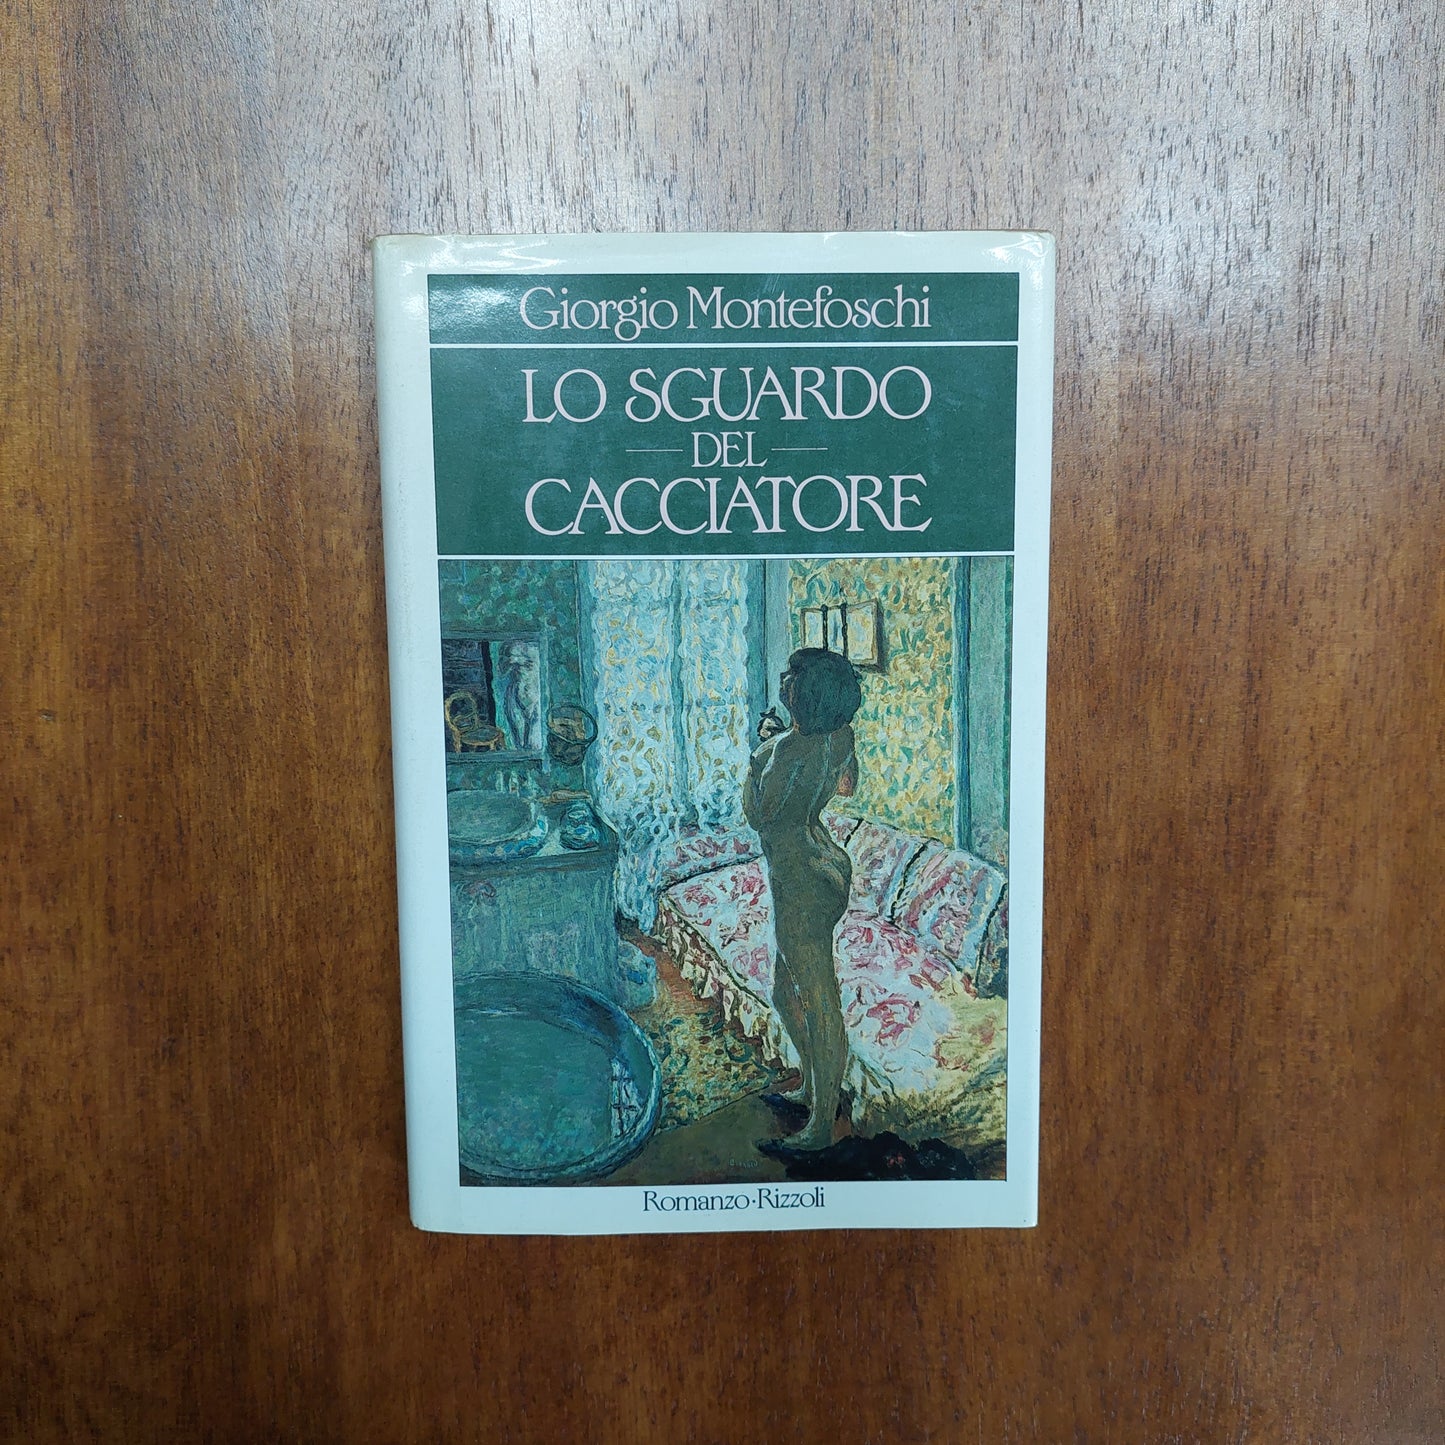 Giorgio Montefoschi
LO SGUARDO
DEL
CACCIATORE
Romanzo·Rizzoli